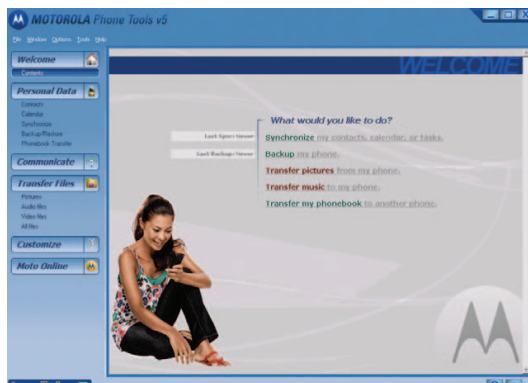 MOTOROLA Phone Tools v5
File Window Options Tools Help
Welcome
Contents
Personal Data
Contacts
Calendar
Synchronize
Backup/Restore
Phonebook Transfer
Communicate
Transfer Files
Pictures
Audio files
Video files
All files
Customize
Moto Online
WELCOME
What would you like to do?
Last Sync: Never
Synchronize my contacts, calendar, or tasks.
Last Backup: Never
Backup my phone.
Transfer pictures from my phone.
Transfer music to my phone.
Transfer my phonebook to another phone.